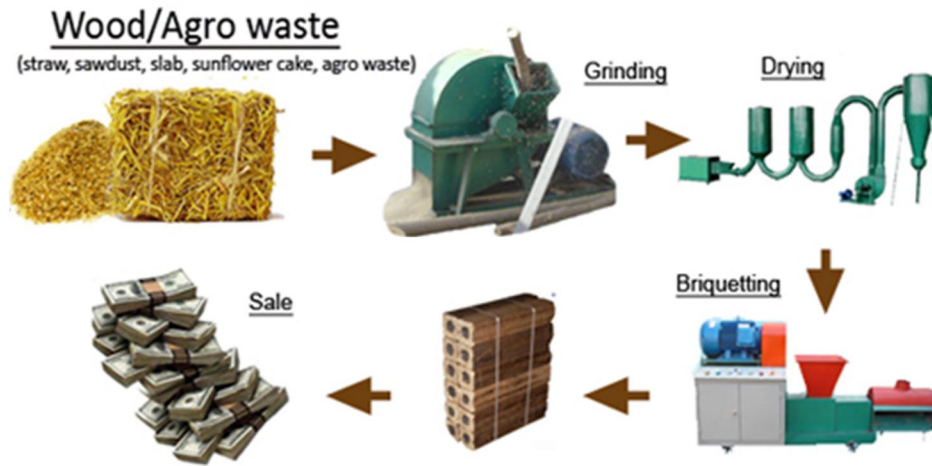 Wood/Agro waste
(straw, sawdust, slab, sunflower cake, agro waste)
Grinding
Drying
Briquetting
Sale